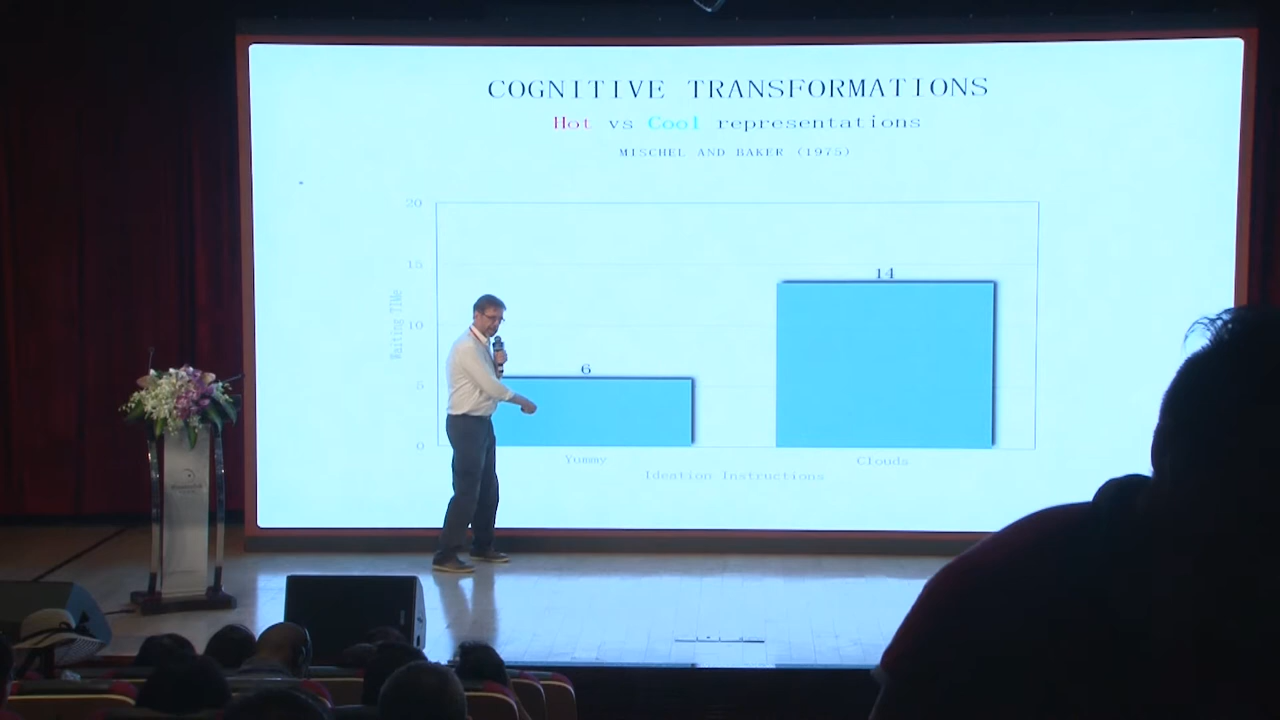 COGNITIVE TRANSFORMATIONS
Hot vs Cool representations
MISCHEL AND BAKER (1975)
20
15
10
5
0
Waiting TIMe
6
14
Yummy
Clouds
Ideation Instructions